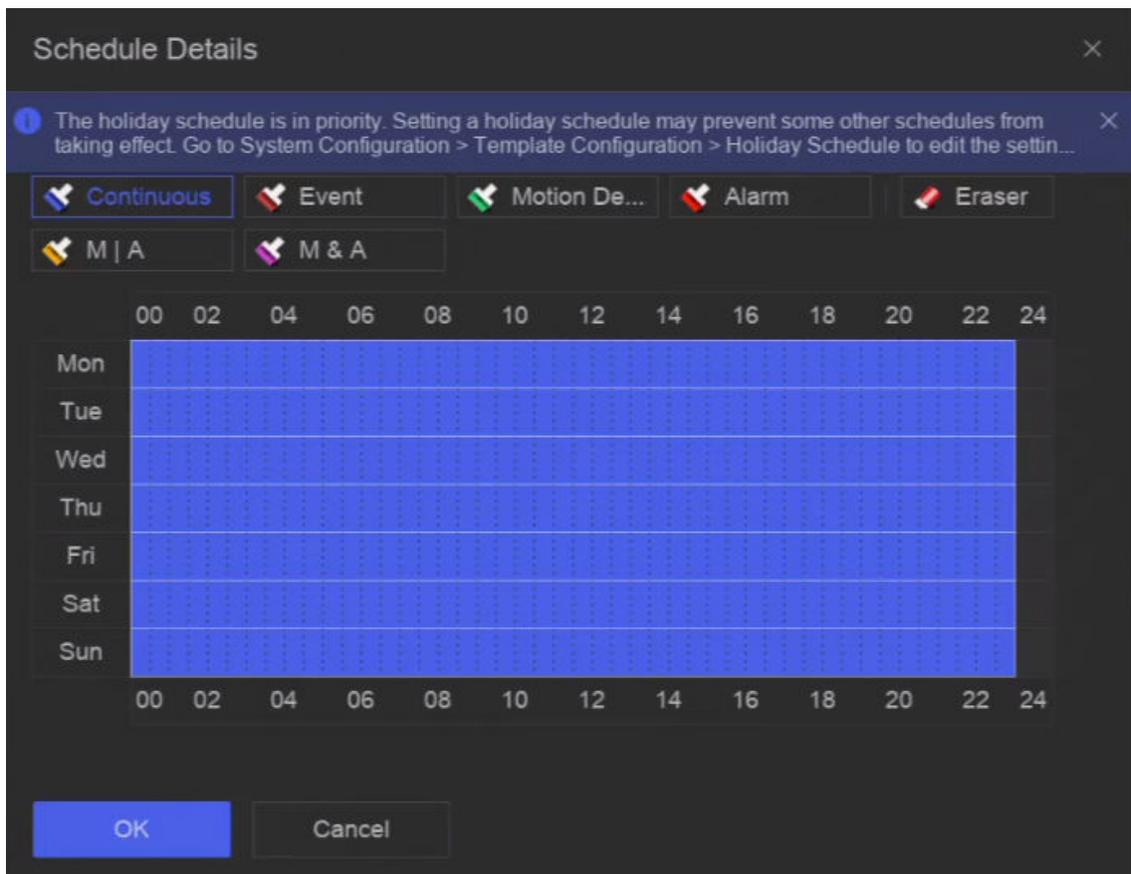 Schedule Details
The holiday schedule is in priority. Setting a holiday schedule may prevent some other schedules from
taking effect. Go to System Configuration > Template Configuration > Holiday Schedule to edit the settin...
Continuous Event Motion De... Alarm Eraser
M | A M & A
00 02 04 06 08 10 12 14 16 18 20 22 24
Mon
Tue
Wed
Thu
Fri
Sat
Sun
00 02 04 06 08 10 12 14 16 18 20 22 24
OK Cancel